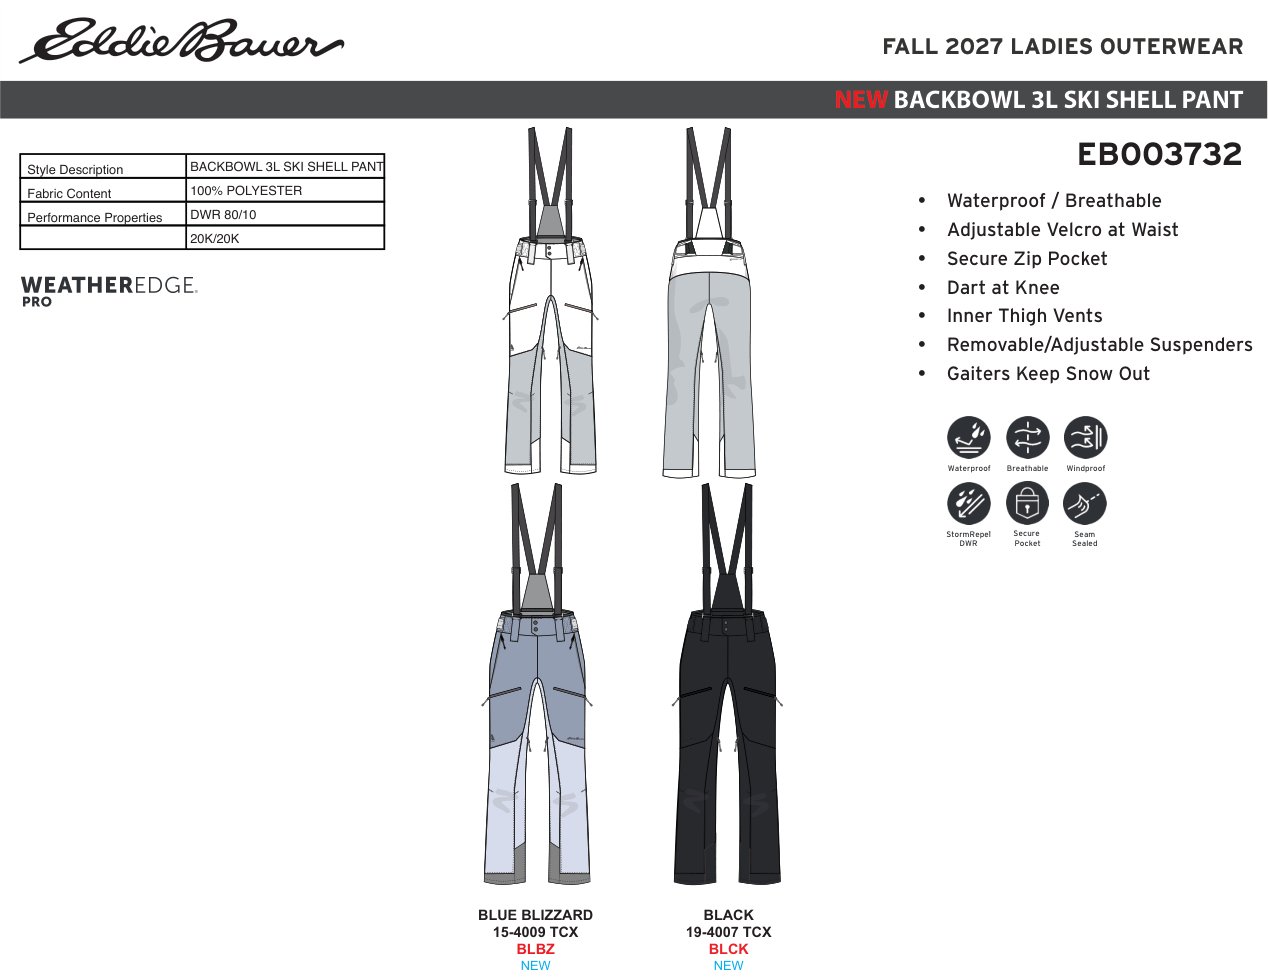 Eddie Bauer
FALL 2027 LADIES OUTERWEAR
NEW BACKBOWL 3L SKI SHELL PANT
EB003732
Style Description BACKBOWL 3L SKI SHELL PANT
Fabric Content 100% POLYESTER
Performance Properties DWR 80/10
20K/20K
WEATHEREDGE
PRO
• Waterproof / Breathable
• Adjustable Velcro at Waist
• Secure Zip Pocket
• Dart at Knee
• Inner Thigh Vents
• Removable/Adjustable Suspenders
• Gaiters Keep Snow Out
Waterproof Breathable Windproof
StormRepel Secure Seam
DWR Pocket Sealed
BLUE BLIZZARD
15-4009 TCX
BLBZ
NEW
BLACK
19-4007 TCX
BLCK
NEW